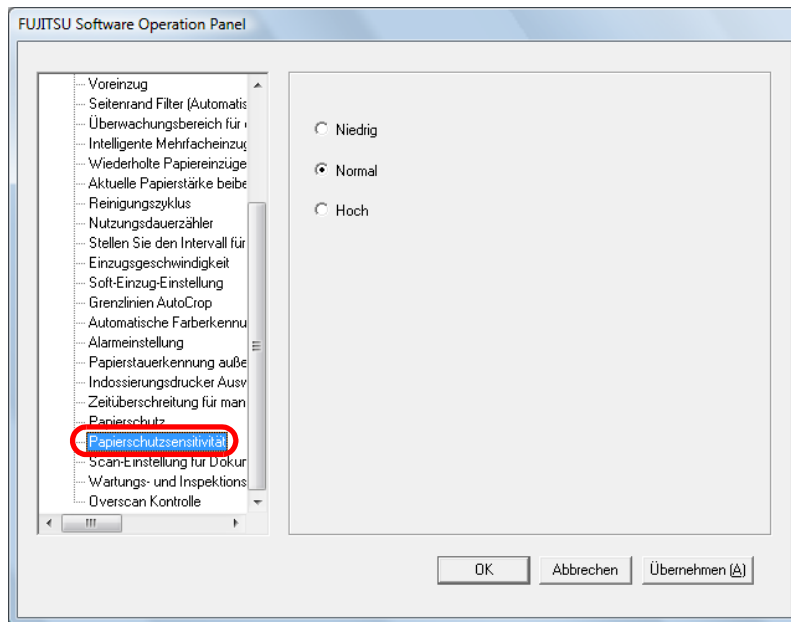 FUJITSU Software Operation Panel
Voreinzug
Seitenrand Filter (Automatis
Überwachungsbereich für
Intelligente Mehrfacheinzug
Wiederholte Papiereinzüge
Aktuelle Papierstärke beibe
Reinigungszyklus
Nutzungsdauerzähler
Stellen Sie den Intervall für
Einzugsgeschwindigkeit
Soft-Einzug-Einstellung
Grenzlinien AutoCrop
Automatische Farberkennu
Alarmeinstellung
Papierstauerkennung auße
Indossierungsdrucker Ausw
Zeitüberschreitung für man
Papierschutz
Papierschutzsensitivität
Scan-Einstellung für Dokur
Wartungs- und Inspektions
Overscan Kontrolle
Niedrig
Normal
Hoch
OK
Abbrechen
Übernehmen (A)